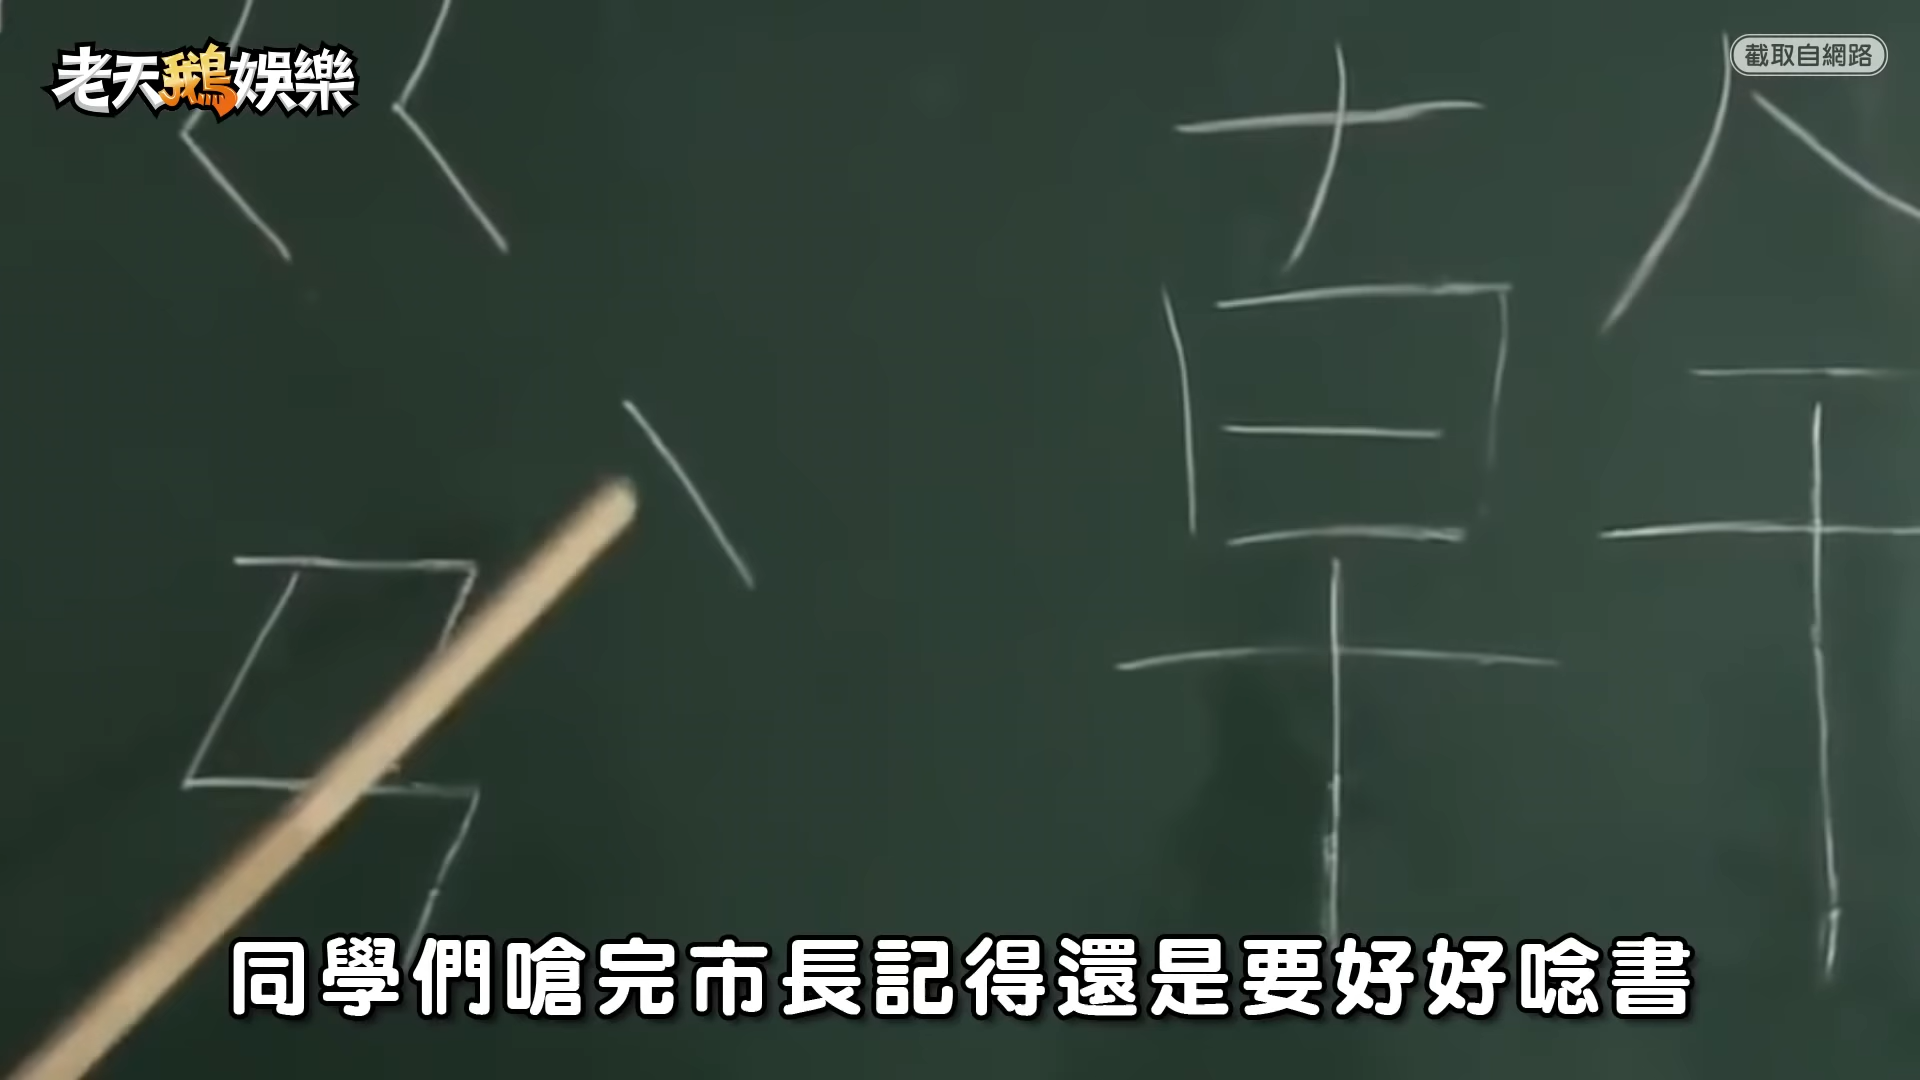 老天鵝娛樂
截取自網路
幹
ㄍ
ㄢ
ˋ
同學們嗆完市長記得還是要好好唸書